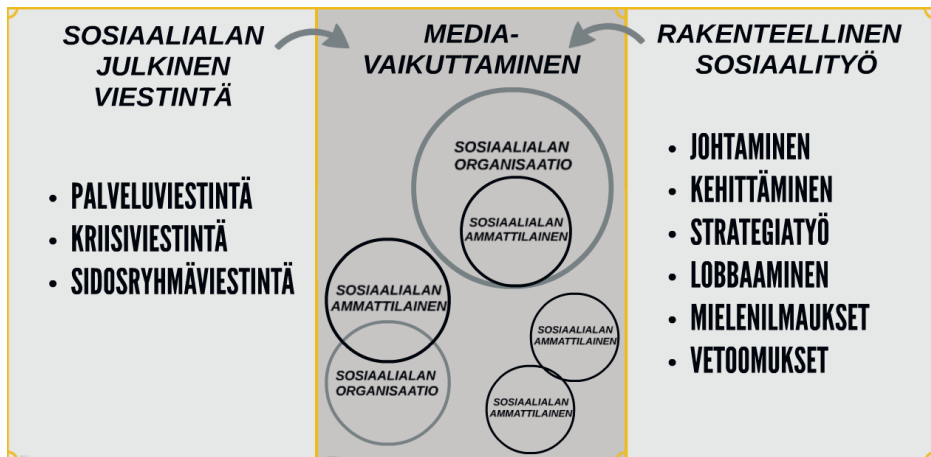 SOSIAALIALAN
JULKINEN
VIESTINTÄ
• PALVELUVIESTINTÄ
• KRIISIVIESTINTÄ
• SIDOSRYHMÄVIESTINTÄ
MEDIA-
VAIKUTTAMINEN
SOSIAALIALAN
ORGANISAATIO
SOSIAALIALAN
AMMATTILAINEN
SOSIAALIALAN
AMMATTILAINEN
SOSIAALIALAN
ORGANISAATIO
SOSIAALIALAN
AMMATTILAINEN
SOSIAALIALAN
AMMATTILAINEN
RAKENTEELLINEN
SOSIAALITYÖ
• JOHTAMINEN
• KEHITTÄMINEN
• STRATEGIATYÖ
• LOBBAAMINEN
• MIELENILMAUKSET
• VETOOMUKSET